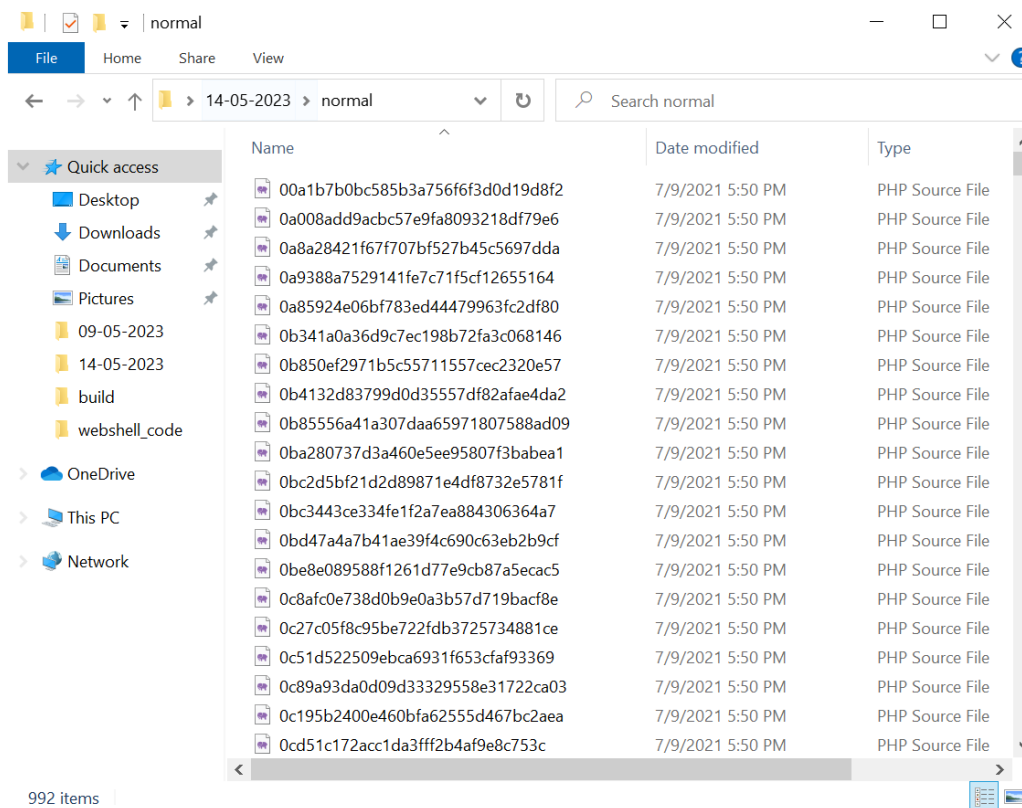 normal
File Home Share View
14-05-2023 normal Search normal
Name Date modified Type
Quick access
Desktop
Downloads
Documents
Pictures
09-05-2023
14-05-2023
build
webshell_code
OneDrive
This PC
Network
00a1b7b0bc585b3a756f6f3d0d19d8f2 7/9/2021 5:50 PM PHP Source File
0a008add9acbc57e9fa8093218df79e6 7/9/2021 5:50 PM PHP Source File
0a8a28421f67f707bf527b45c5697dda 7/9/2021 5:50 PM PHP Source File
0a9388a7529141fe7c71f5cf12655164 7/9/2021 5:50 PM PHP Source File
0a85924e06bf783ed44479963fc2df80 7/9/2021 5:50 PM PHP Source File
0b341a0a36d9c7ec198b72fa3c068146 7/9/2021 5:50 PM PHP Source File
0b850ef2971b5c55711557cec2320e57 7/9/2021 5:50 PM PHP Source File
0b4132d83799d0d35557df82afae4da2 7/9/2021 5:50 PM PHP Source File
0b85556a41a307daa65971807588ad09 7/9/2021 5:50 PM PHP Source File
0ba280737d3a460e5ee95807f3babea1 7/9/2021 5:50 PM PHP Source File
0bc2d5bf21d2d89871e4df8732e5781f 7/9/2021 5:50 PM PHP Source File
0bc3443ce334fe1f2a7ea884306364a7 7/9/2021 5:50 PM PHP Source File
0bd47a4a7b41ae39f4c690c63eb2b9cf 7/9/2021 5:50 PM PHP Source File
0be8e089588f1261d77e9cb87a5ecac5 7/9/2021 5:50 PM PHP Source File
0c8afc0e738d0b9e0a3b57d719bacf8e 7/9/2021 5:50 PM PHP Source File
0c27c05f8c95be722fdb3725734881ce 7/9/2021 5:50 PM PHP Source File
0c51d522509ebca6931f653cfaf93369 7/9/2021 5:50 PM PHP Source File
0c89a93da0d09d33329558e31722ca03 7/9/2021 5:50 PM PHP Source File
0c195b2400e460bfa62555d467bc2aea 7/9/2021 5:50 PM PHP Source File
0cd51c172acc1da3fff2b4af9e8c753c 7/9/2021 5:50 PM PHP Source File
992 items